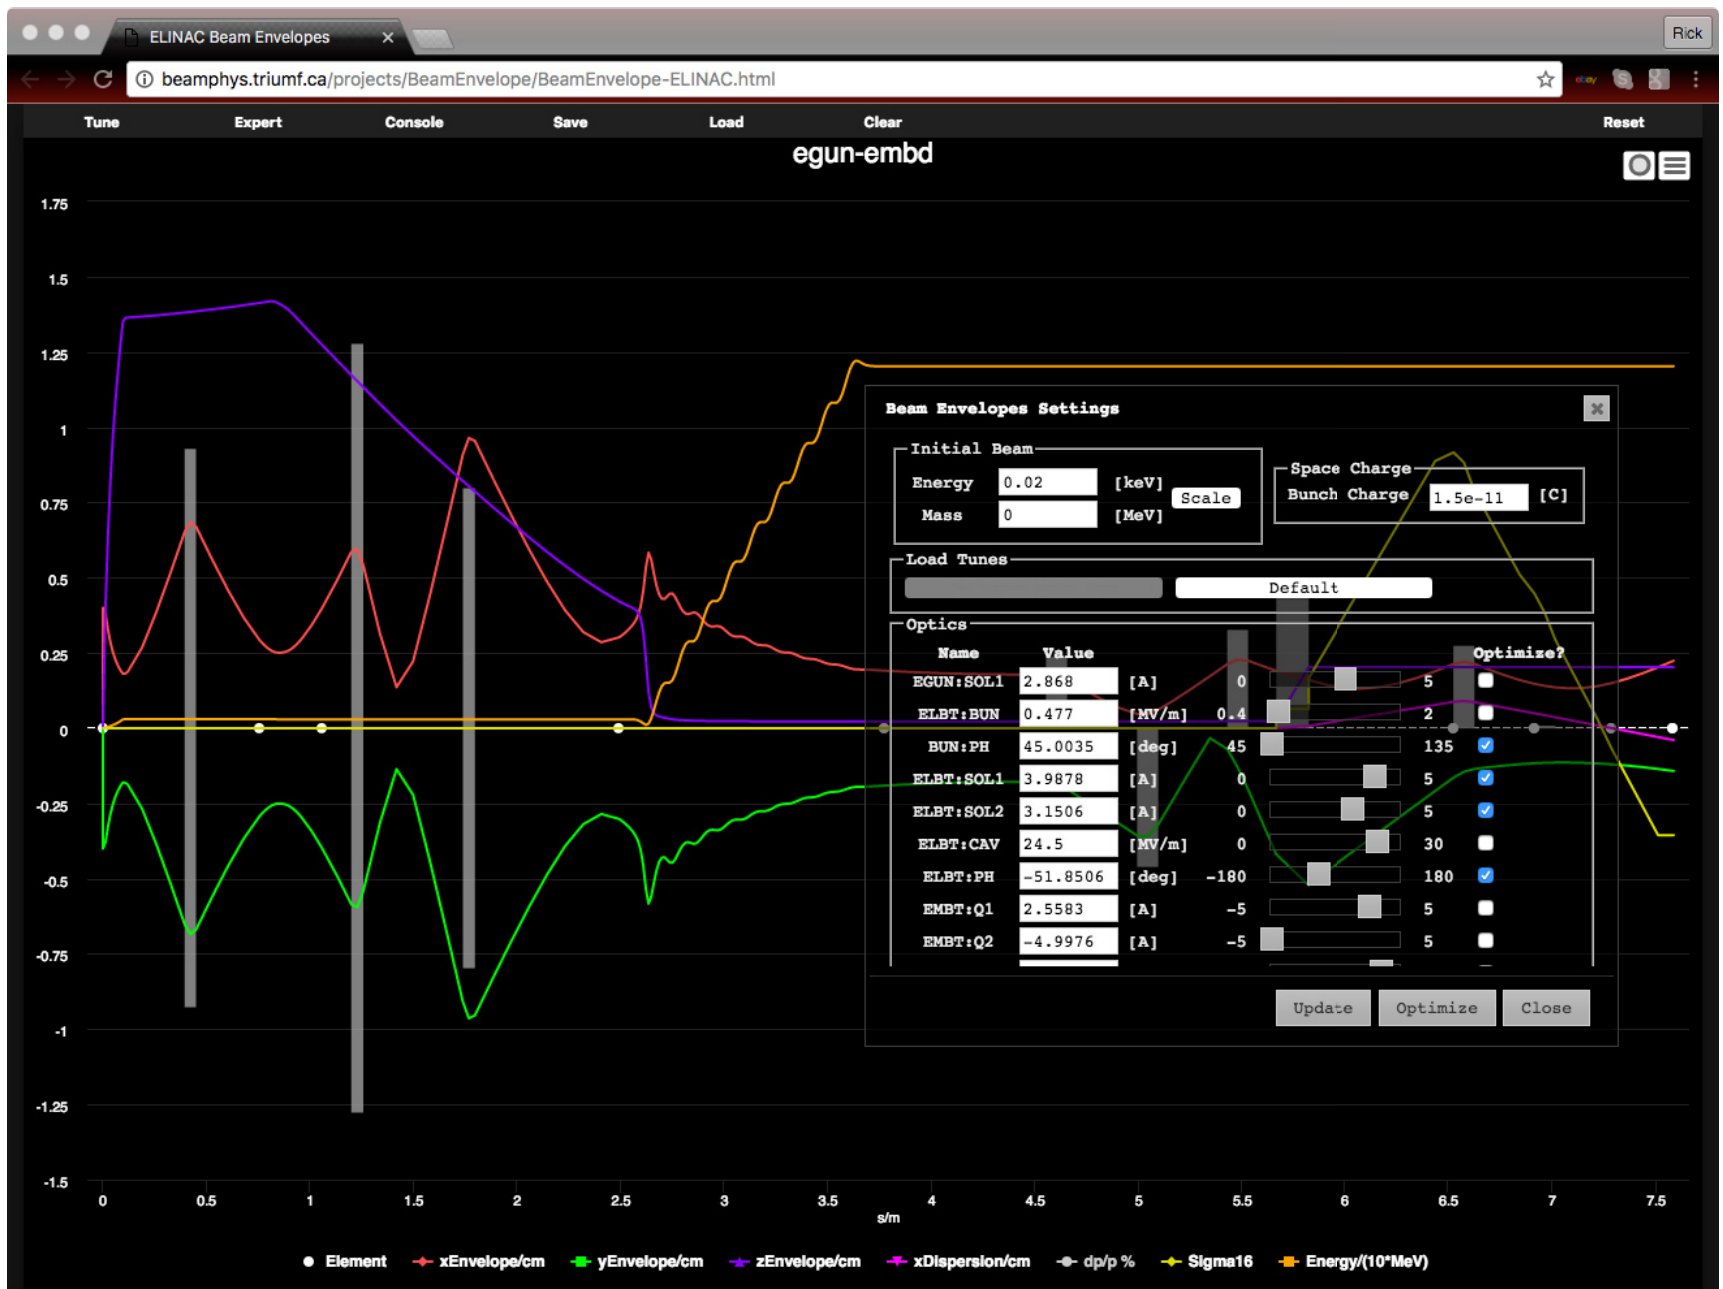 ELINAC Beam Envelopes
Rick
beamphys.triumf.ca/projects/BeamEnvelope/BeamEnvelope-ELINAC.html
ebay
Tune Expert Console Save Load Clear Reset
egun-embd
1.75
1.5
1.25
1
0.75
0.5
0.25
0
-0.25
-0.5
-0.75
-1
-1.25
-1.5
Beam Envelopes Settings
Initial Beam
Energy 0.02 [keV]
Mass 0 [MeV]
Scale
Space Charge
Bunch Charge 1.5e-11 [C]
Load Tunes
Default
Optics
Name Value Optimize?
EGUN:SOL1 2.868 [A] 0 5
ELBT:BUN 0.477 [MV/m] 0.4 2
BUN:PH 45.0035 [deg] 45 135
ELBT:SOL1 3.9878 [A] 0 5
ELBT:SOL2 3.1506 [A] 0 5
ELBT:CAV 24.5 [MV/m] 0 30
ELBT:PH -51.8506 [deg] -180 180
EMBT:Q1 2.5583 [A] -5 5
EMBT:Q2 -4.9976 [A] -5 5
Update Optimize Close
0 0.5 1 1.5 2 2.5 3 3.5 4 4.5 5 5.5 6 6.5 7 7.5
s/m
Element xEnvelope/cm yEnvelope/cm zEnvelope/cm xDispersion/cm dp/p % Sigma16 Energy/(10*MeV)